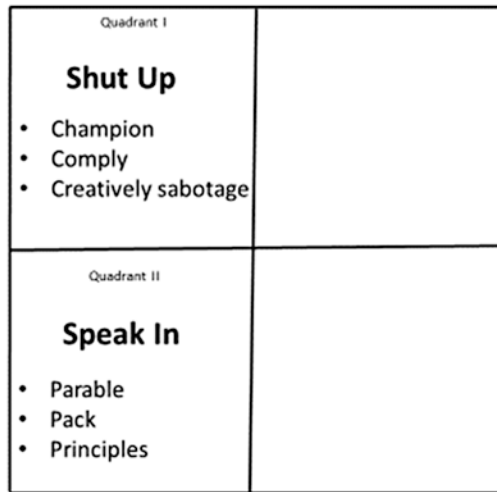 Quadrant I
Shut Up
• Champion
• Comply
• Creatively sabotage
Quadrant II
Speak In
• Parable
• Pack
• Principles